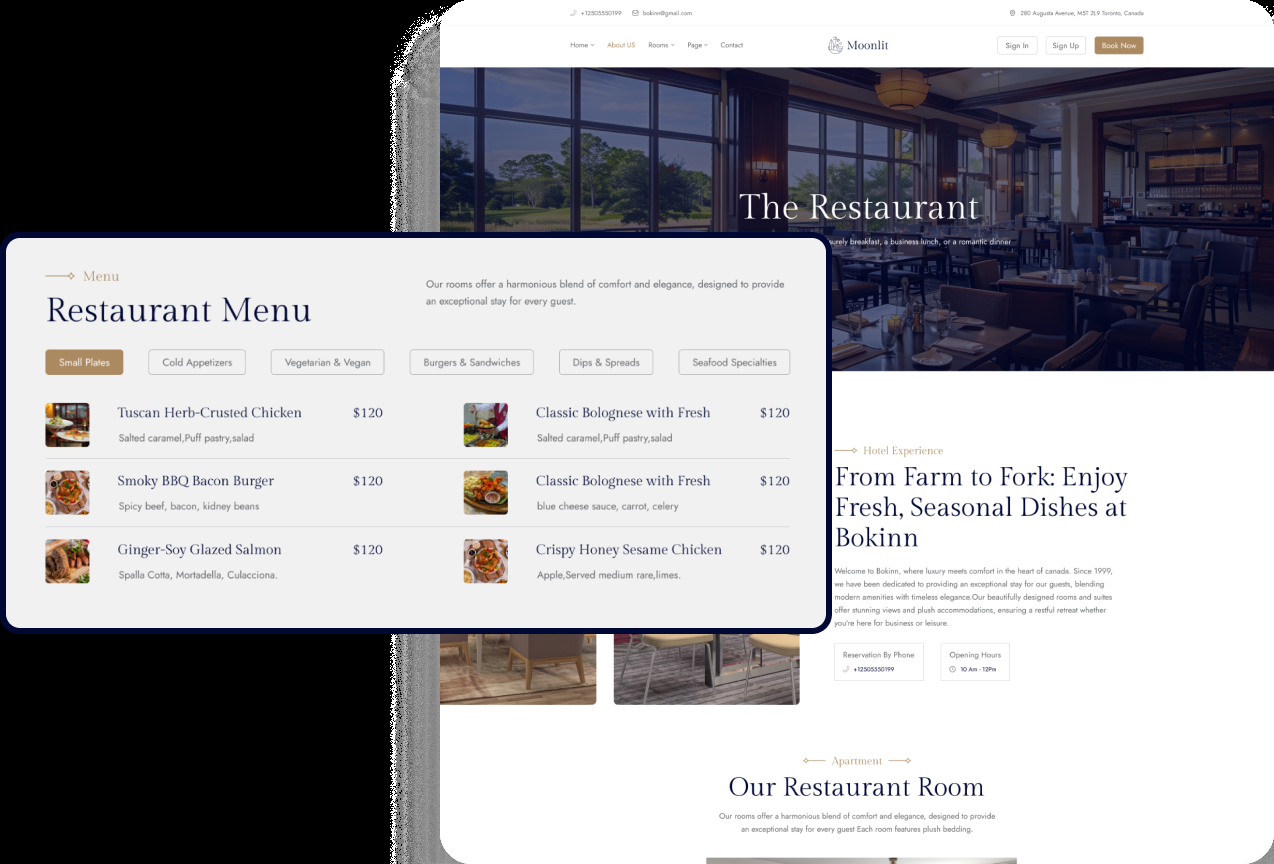 +12505550199
bokinn@gmail.com
280 Augusta Avenue, M5T 2L9 Toronto, Canada
Home
About US
Rooms
Page
Contact
Moonlit
Sign In
Sign Up
Book Now
The Restaurant
surely breakfast, a business lunch, or a romantic dinner
Menu
Restaurant Menu
Our rooms offer a harmonious blend of comfort and elegance, designed to provide
an exceptional stay for every guest.
Small Plates
Cold Appetizers
Vegetarian & Vegan
Burgers & Sandwiches
Dips & Spreads
Seafood Specialties
Tuscan Herb-Crusted Chicken $120
Salted caramel,Puff pastry,salad
Classic Bolognese with Fresh $120
Salted caramel,Puff pastry,salad
Smoky BBQ Bacon Burger $120
Spicy beef, bacon, kidney beans
Classic Bolognese with Fresh $120
blue cheese sauce, carrot, celery
Ginger-Soy Glazed Salmon $120
Spalla Cotta, Mortadella, Culacciona.
Crispy Honey Sesame Chicken $120
Apple,Served medium rare,limes.
Hotel Experience
From Farm to Fork: Enjoy
Fresh, Seasonal Dishes at
Bokinn
Welcome to Bokinn, where luxury meets comfort in the heart of canada. Since 1999,
we have been dedicated to providing an exceptional stay for our guests, blending
modern amenities with timeless elegance.Our beautifully designed rooms and suites
offer stunning views and plush accommodations, ensuring a restful retreat whether
you're here for business or leisure.
Reservation By Phone
+12505550199
Opening Hours
10 Am - 12Pm
Apartment
Our Restaurant Room
Our rooms offer a harmonious blend of comfort and elegance, designed to provide
an exceptional stay for every guest Each room features plush bedding.